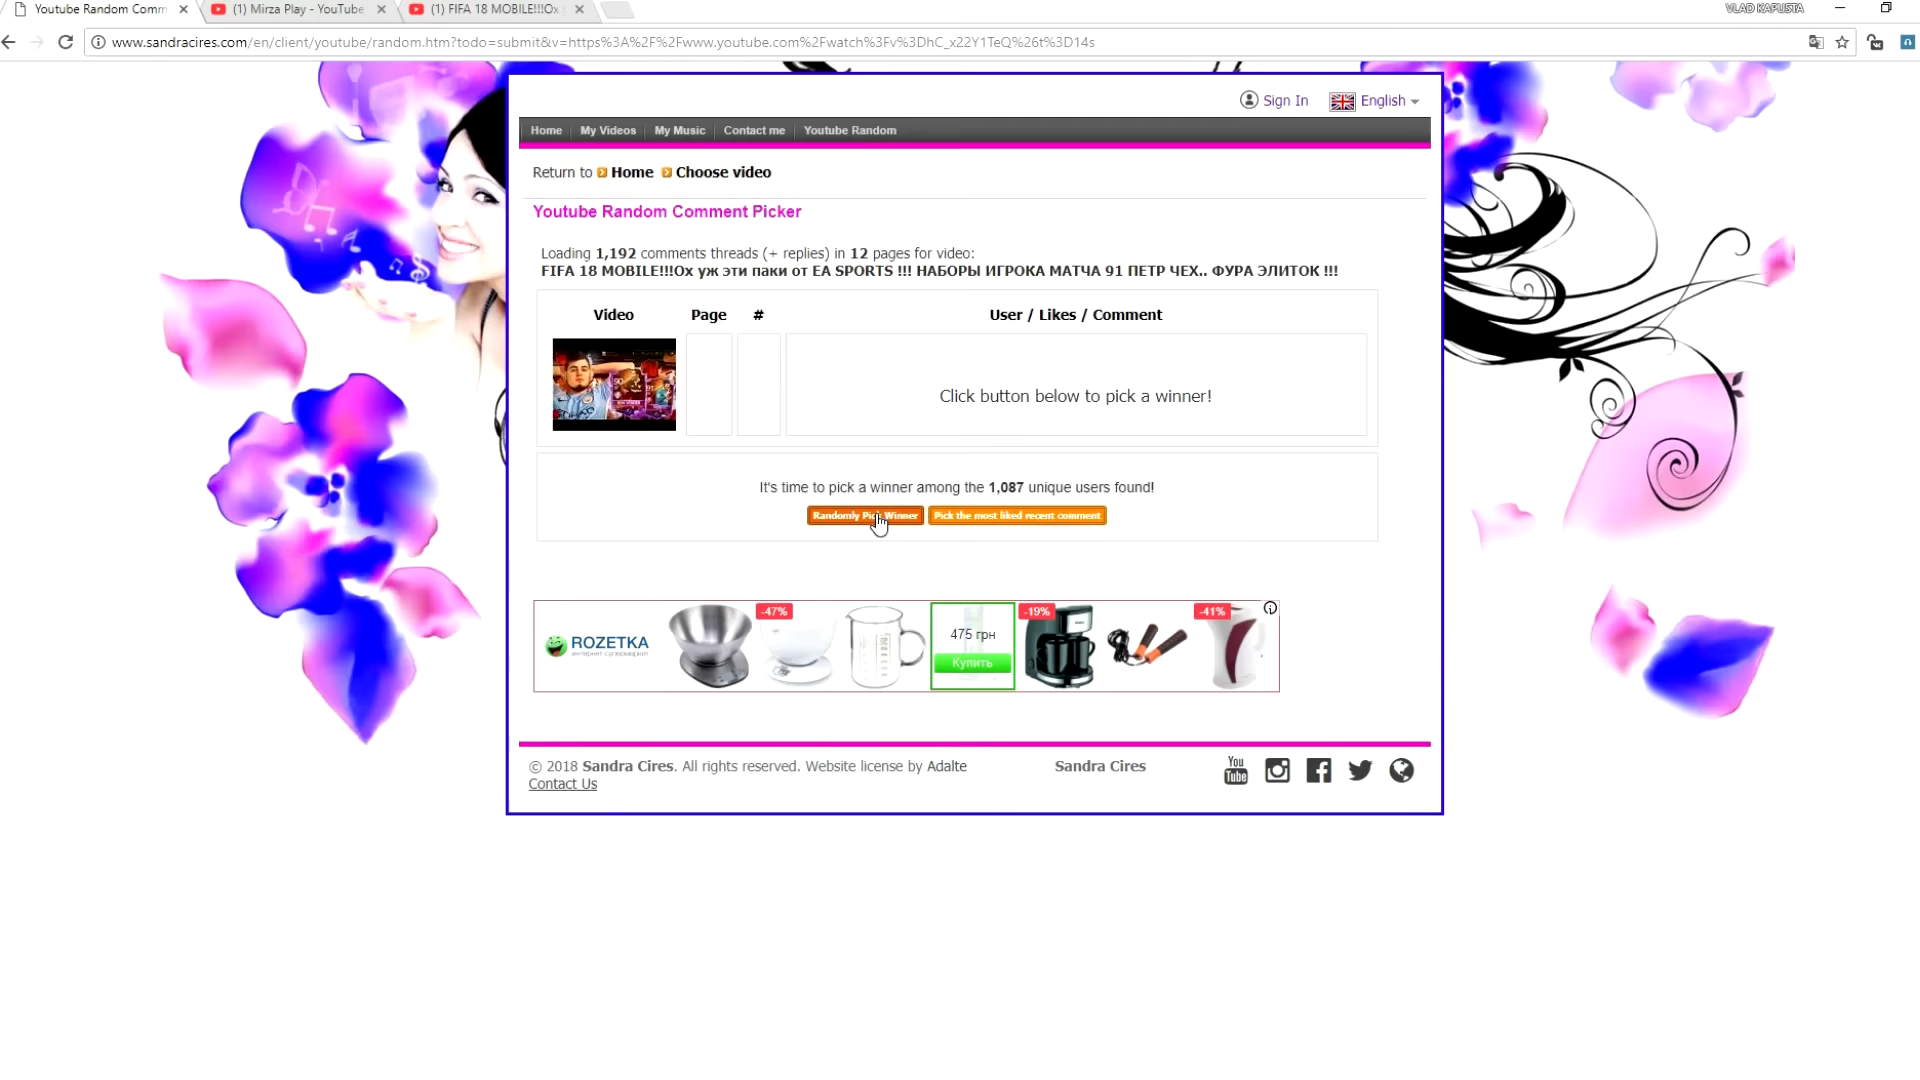 Youtube Random Comm
(1) Mirza Play - YouTube
(1) FIFA 18 MOBILE!!!Ох
VLAD KAPUSTA
www.sandracires.com/en/client/youtube/random.htm?todo=submit&v=https%3A%2F%2Fwww.youtube.com%2Fwatch%3Fv%3DhC_x22Y1TeQ%26t%3D14s
Sign In English
Home My Videos My Music Contact me Youtube Random
Return to Home Choose video
Youtube Random Comment Picker
Loading 1,192 comments threads (+ replies) in 12 pages for video:
FIFA 18 MOBILE!!!Ох уж эти паки от EA SPORTS !!! НАБОРЫ ИГРОКА МАТЧА 91 ПЕТР ЧЕХ.. ФУРА ЭЛИТОК !!!
Video Page # User / Likes / Comment
Click button below to pick a winner!
It's time to pick a winner among the 1,087 unique users found!
Randomly Pick Winner Pick the most liked recent comment
-47% -19% -41%
475 грн
ROZETKA
интернет-супермаркет
Купить
© 2018 Sandra Cires. All rights reserved. Website license by Adalte
Sandra Cires
You Tube
Contact Us